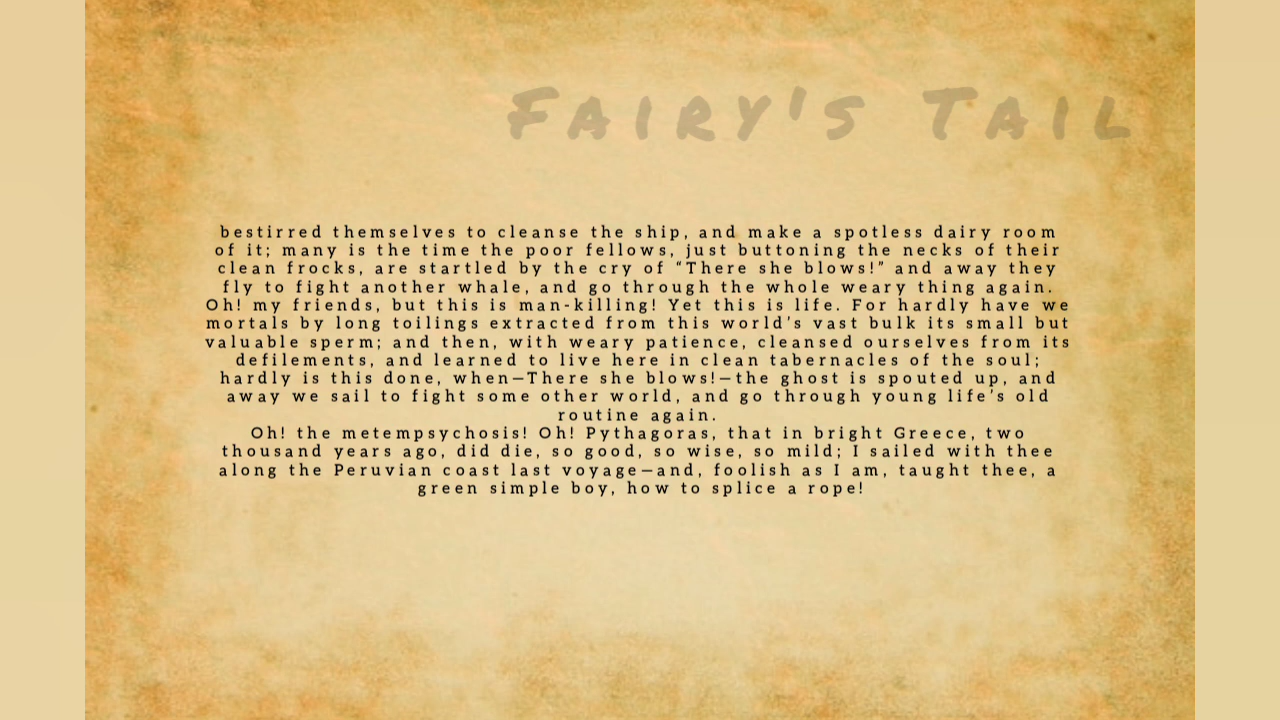 Fairy's Tail
bestirred themselves to cleanse the ship, and make a spotless dairy room
of it; many is the time the poor fellows, just buttoning the necks of their
clean frocks, are startled by the cry of “There she blows!” and away they
fly to fight another whale, and go through the whole weary thing again.
Oh! my friends, but this is man-killing! Yet this is life. For hardly have we
mortals by long toilings extracted from this world’s vast bulk its small but
valuable sperm; and then, with weary patience, cleansed ourselves from its
defilements, and learned to live here in clean tabernacles of the soul;
hardly is this done, when—There she blows!—the ghost is spouted up, and
away we sail to fight some other world, and go through young life’s old
routine again.
Oh! the metempsychosis! Oh! Pythagoras, that in bright Greece, two
thousand years ago, did die, so good, so wise, so mild; I sailed with thee
along the Peruvian coast last voyage—and, foolish as I am, taught thee, a
green simple boy, how to splice a rope!